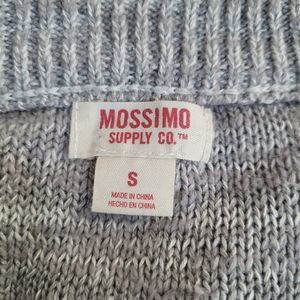 MOSSIMO
SUPPLY CO.™
S
MADE IN CHINA
HECHO EN CHINA